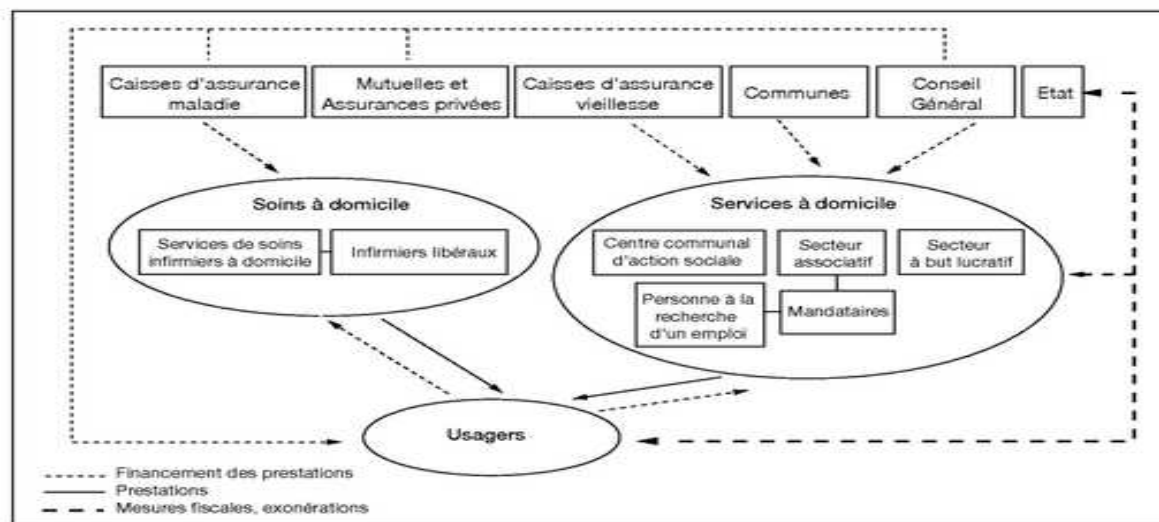 Caisses d'assurance
maladie
Mutuelles et
Assurances privées
Caisses d'assurance
vieillesse
Communes
Conseil
Général
Etat
Soins à domicile
Services de soins
infirmiers à domicile
Infirmiers libéraux
Services à domicile
Centre communal
d'action sociale
Secteur
associatif
Secteur
à but lucratif
Personne à la
recherche
d'un emploi
Mandataires
Usagers
Financement des prestations
Prestations
Mesures fiscales, exonérations